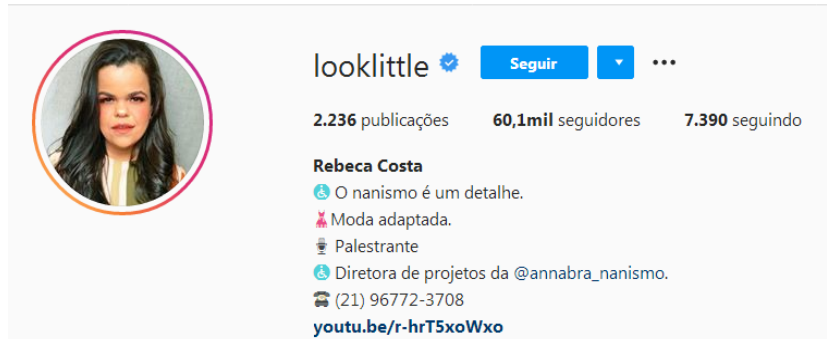 looklittle Seguir
2.236 publicações 60,1mil seguidores 7.390 seguindo
Rebeca Costa
♿ O nanismo é um detalhe.
👗Moda adaptada.
🎙 Palestrante
♿ Diretora de projetos da @annabra_nanismo.
☎ (21) 96772-3708
youtu.be/r-hrT5xoWxo